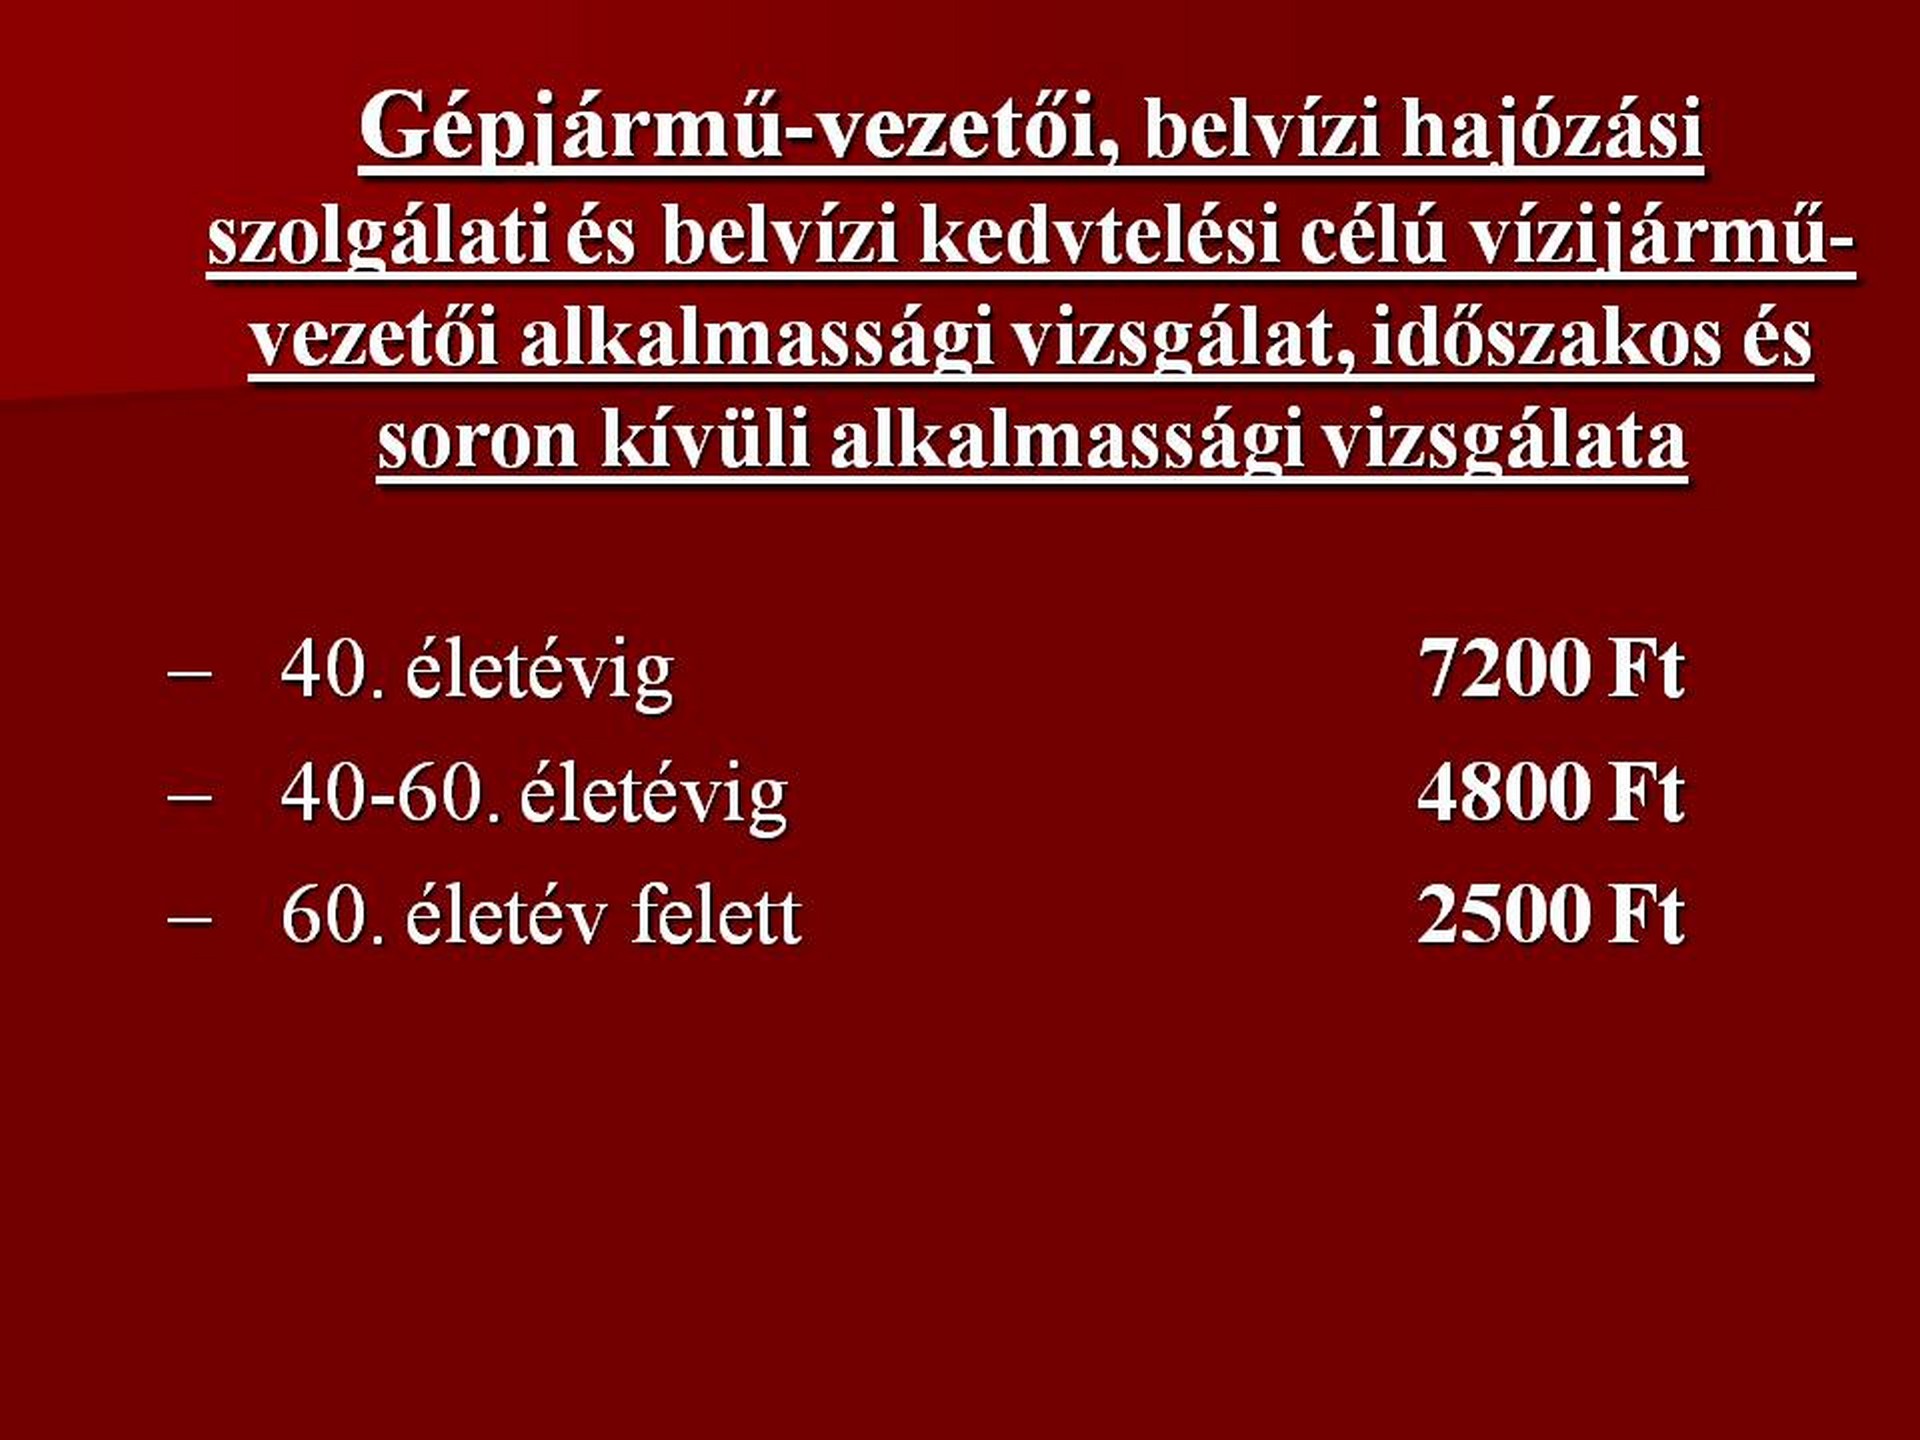 Gépjármű-vezetői, belvízi hajózási
szolgálati és belvízi kedvtelési célú vízijármű-
vezetői alkalmassági vizsgálat, időszakos és
soron kívüli alkalmassági vizsgálata
– 40. életévig 7200 Ft
– 40-60. életévig 4800 Ft
– 60. életév felett 2500 Ft